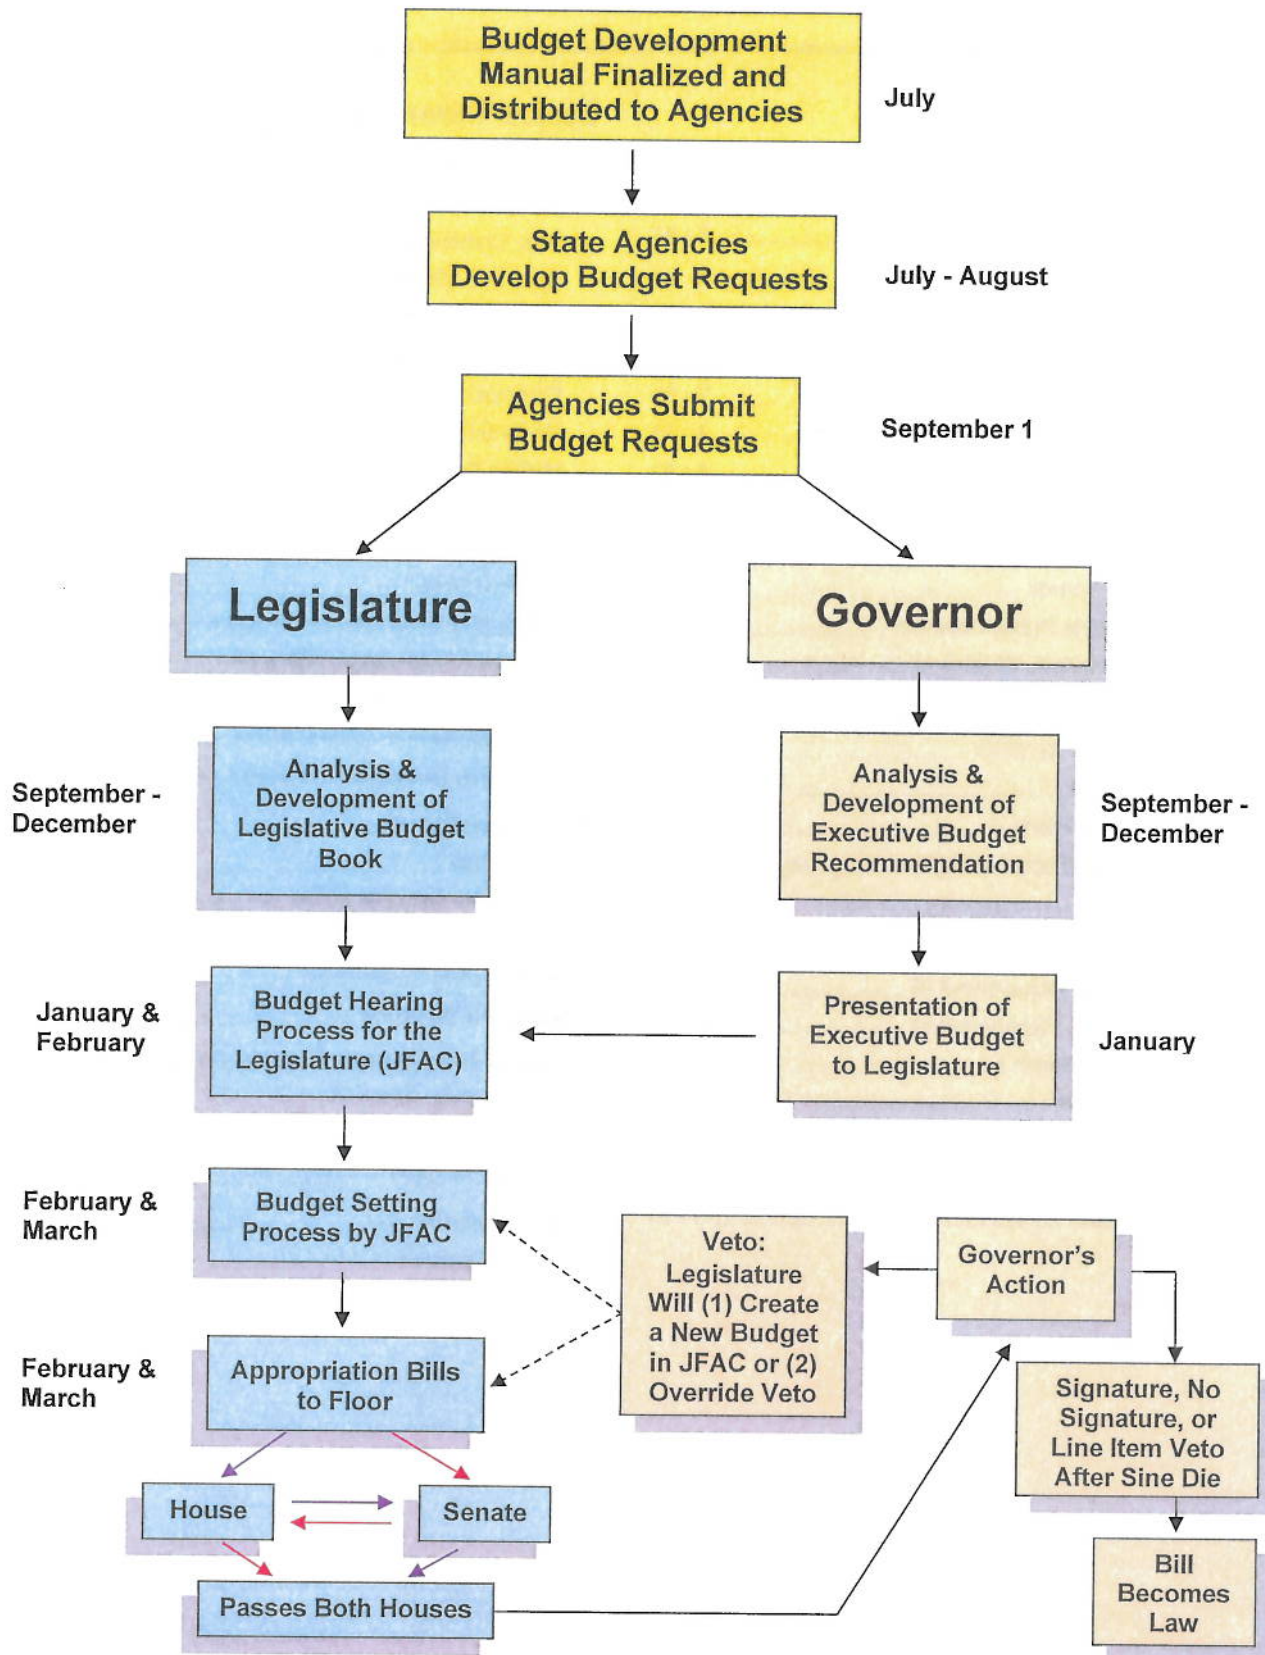 Budget Development
Manual Finalized and
Distributed to Agencies
July
State Agencies
Develop Budget Requests
July - August
Agencies Submit
Budget Requests
September 1
Legislature
Governor
September -
December
Analysis &
Development of
Legislative Budget
Book
Analysis &
Development of
Executive Budget
Recommendation
September -
December
January &
February
Budget Hearing
Process for the
Legislature (JFAC)
Presentation of
Executive Budget
to Legislature
January
February &
March
Budget Setting
Process by JFAC
Veto:
Legislature
Will (1) Create
a New Budget
in JFAC or (2)
Override Veto
Governor's
Action
February &
March
Appropriation Bills
to Floor
Signature, No
Signature, or
Line Item Veto
After Sine Die
House
Senate
Passes Both Houses
Bill
Becomes
Law